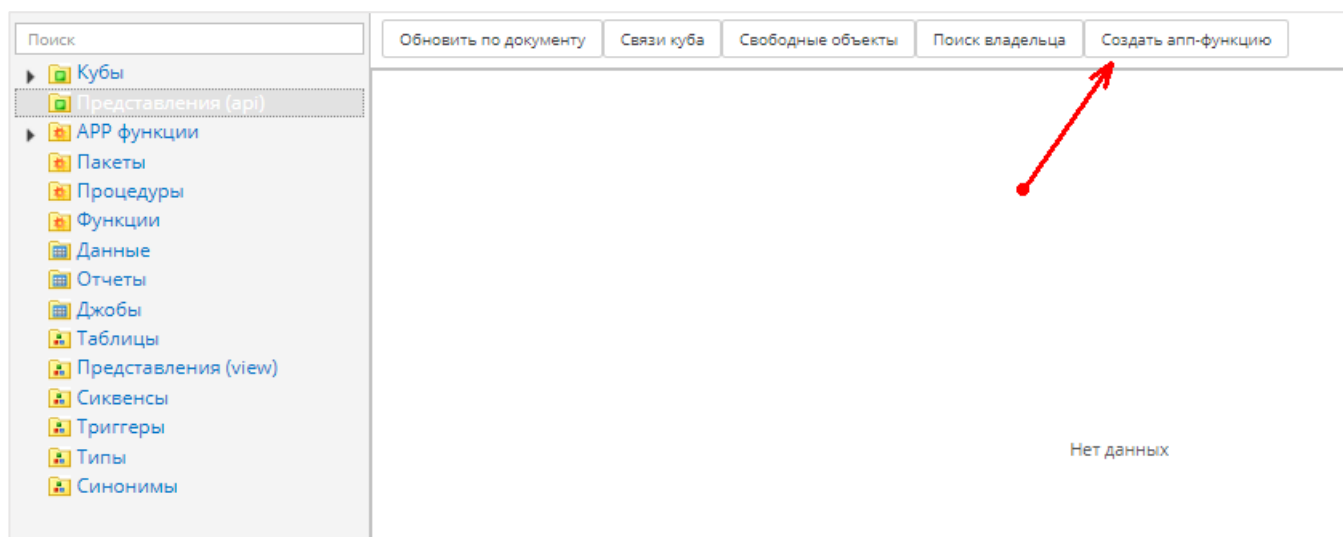 Поиск
Обновить по документу Связи куба Свободные объекты Поиск владельца Создать апп-функцию
Кубы
Представления (api)
APP функции
Пакеты
Процедуры
Функции
Данные
Отчеты
Джобы
Таблицы
Представления (view)
Сиквенсы
Триггеры
Типы
Синонимы
Нет данных